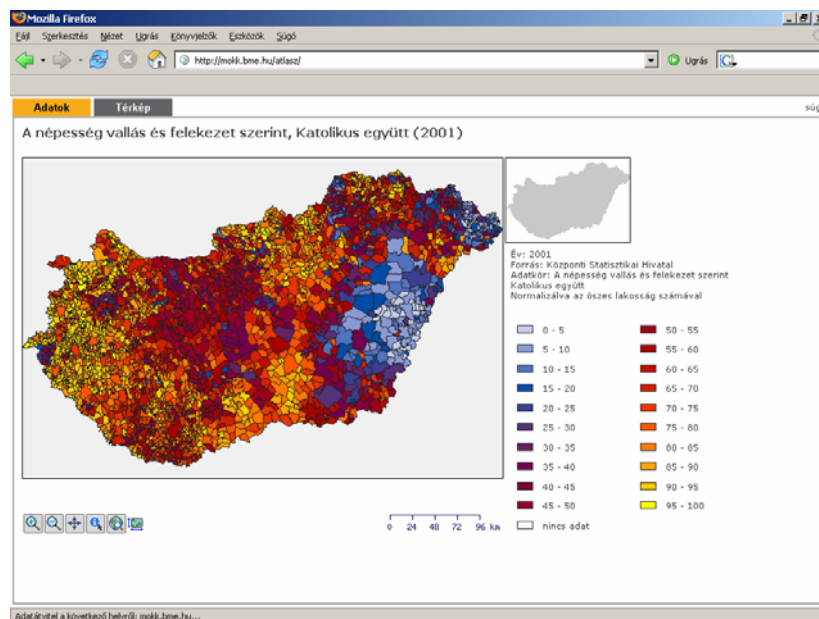 Mozilla Firefox
Fájl Szerkesztés Nézet Ugrás Könyvjelzők Eszközök Súgó
http://mokk.bme.hu/atlasz/ Ugrás
Adatok Térkép súg
A népesség vallás és felekezet szerint, Katolikus együtt (2001)
Év: 2001
Forrás: Központi Statisztikai Hivatal
Adatkör: A népesség vallás és felekezet szerint
Katolikus együtt
Normalizálva az öszes lakosság számával
0 - 5 50 - 55
5 - 10 55 - 60
10 - 15 60 - 65
15 - 20 65 - 70
20 - 25 70 - 75
25 - 30 75 - 80
30 - 35 80 - 85
35 - 40 85 - 90
40 - 45 90 - 95
45 - 50 95 - 100
nincs adat
0 24 48 72 96 km
Adatátvitel a következő helyről: mokk.bme.hu...